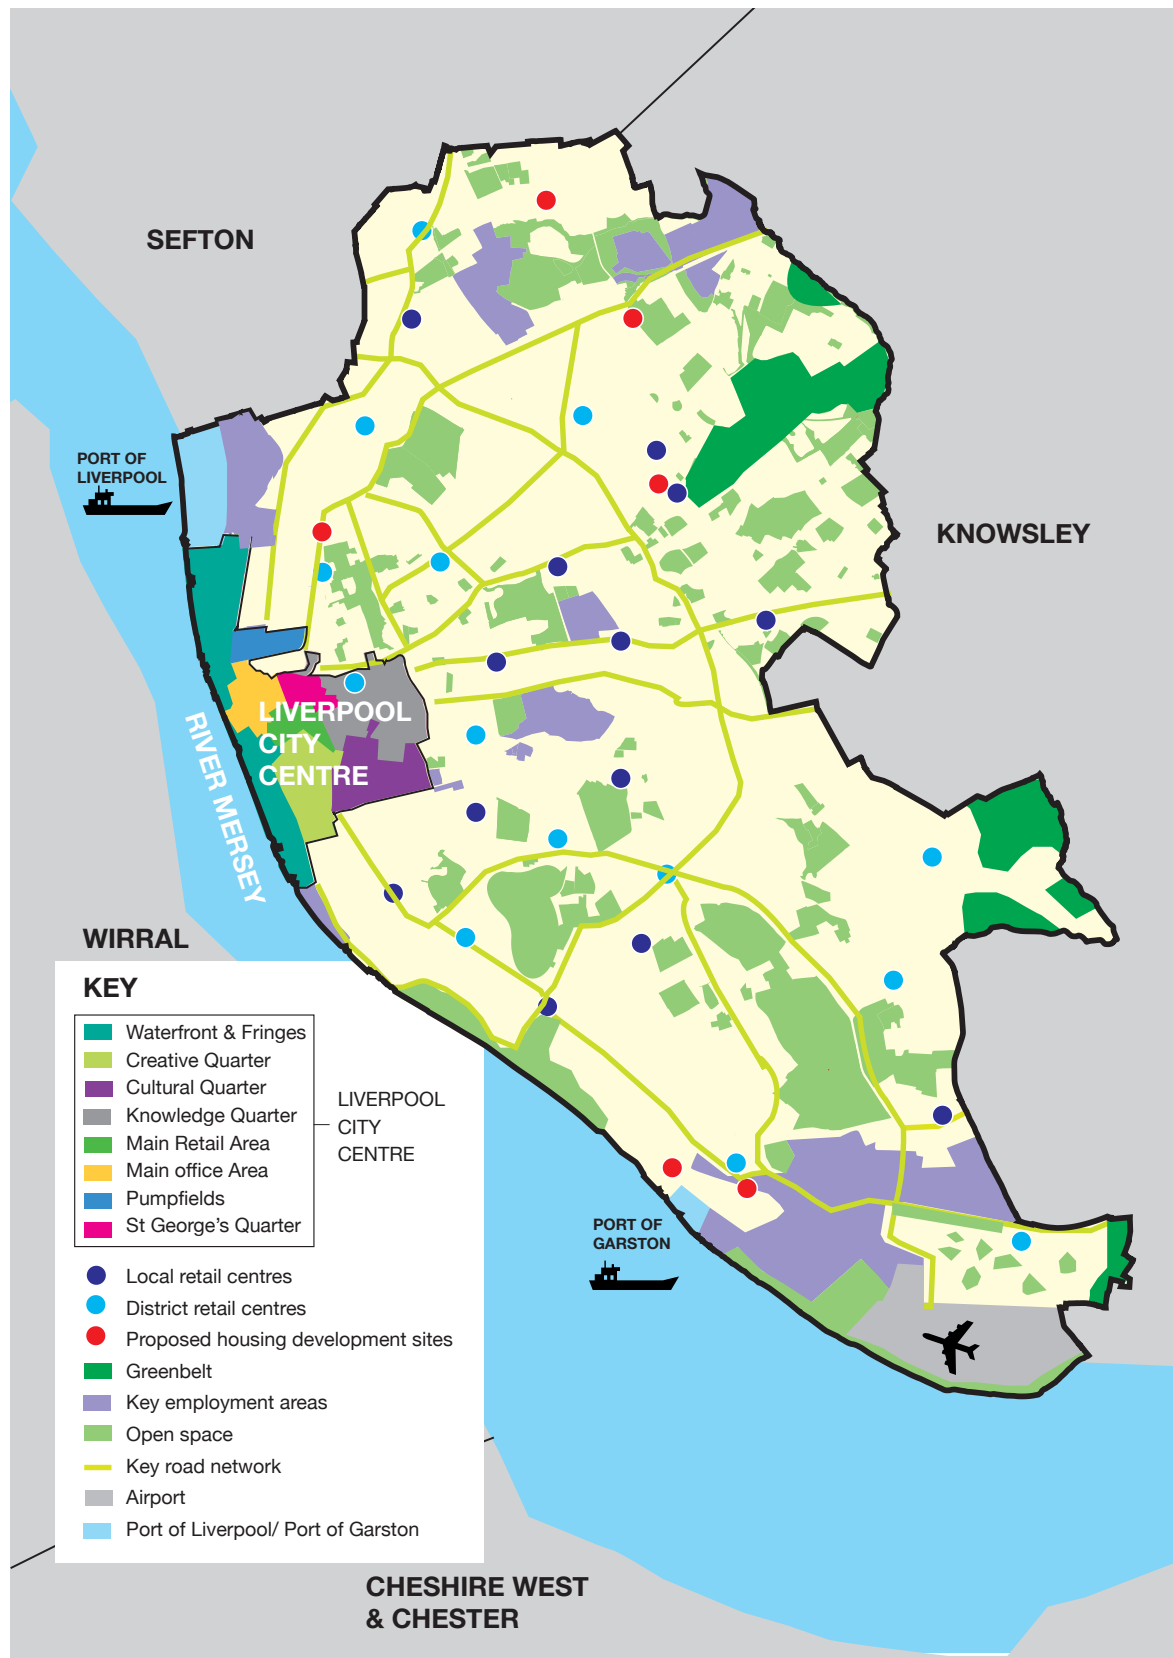 SEFTON
PORT OF
LIVERPOOL
KNOWSLEY
LIVERPOOL
CITY
CENTRE
RIVER MERSEY
WIRRAL
KEY
Waterfront & Fringes
Creative Quarter
Cultural Quarter
Knowledge Quarter
Main Retail Area
Main office Area
Pumpfields
St George's Quarter
LIVERPOOL
CITY
CENTRE
Local retail centres
District retail centres
Proposed housing development sites
Greenbelt
Key employment areas
Open space
Key road network
Airport
Port of Liverpool/ Port of Garston
PORT OF
GARSTON
CHESHIRE WEST
& CHESTER